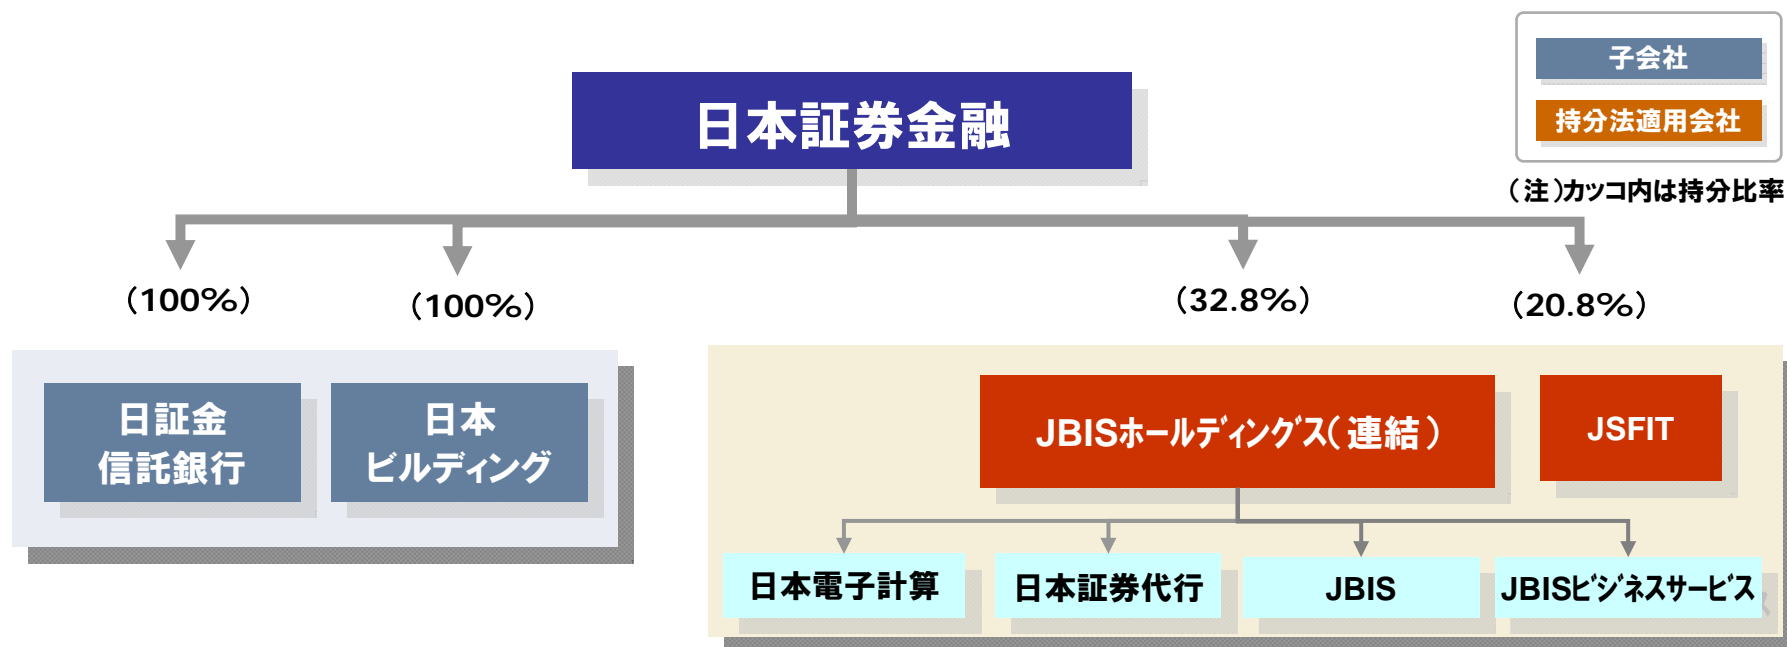 子会社
日本証券金融
持分法適用会社
（注）カッコ内は持分比率
（100%）
（100%）
（32.8%）
（20.8%）
日証金
信託銀行
日本
ビルディング
JBISホールディングス（連結）
JSFIT
日本電子計算
日本証券代行
JBIS
JBISビジネスサービス